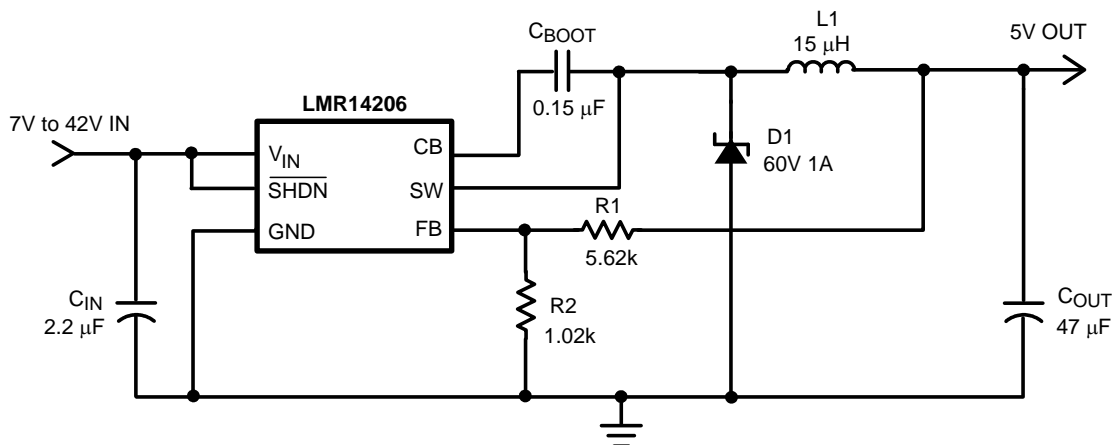 5V OUT
L1
15 μH
CBOOT
0.15 μF
LMR14206
7V to 42V IN
VIN
CB
SHDN
SW
GND
FB
D1
60V 1A
R1
5.62k
R2
1.02k
CIN
2.2 μF
COUT
47 μF